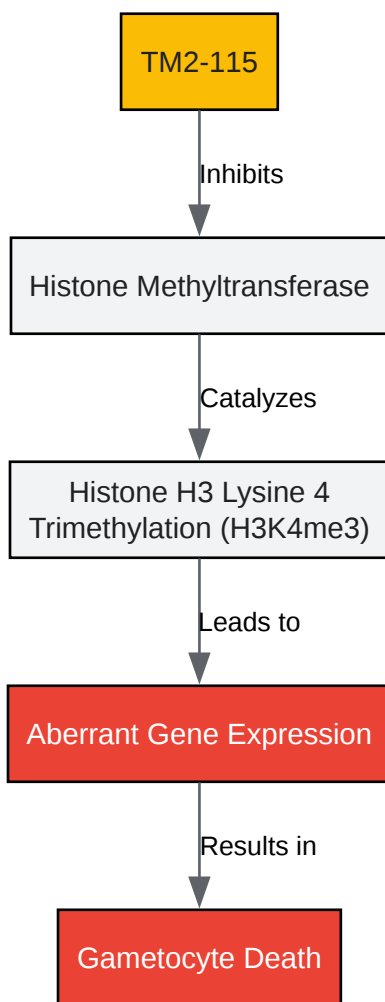 TM2-115
Inhibits
Histone Methyltransferase
Catalyzes
Histone H3 Lysine 4
Trimethylation (H3K4me3)
Leads to
Aberrant Gene Expression
Results in
Gametocyte Death